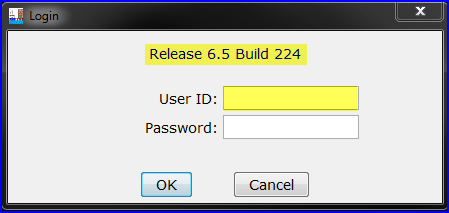 Login
Release 6.5 Build 224
User ID:
Password:
OK Cancel